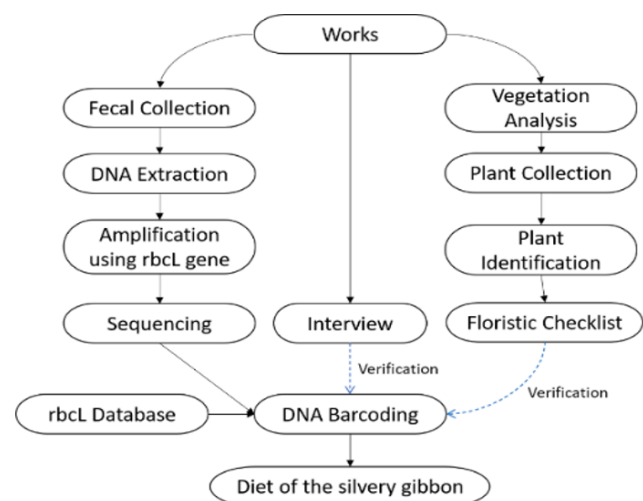 Works
Fecal Collection
Vegetation
Analysis
DNA Extraction
Plant Collection
Amplification
using rbcL gene
Plant
Identification
Sequencing
Interview
Floristic Checklist
Verification
Verification
rbcL Database
DNA Barcoding
Diet of the silvery gibbon